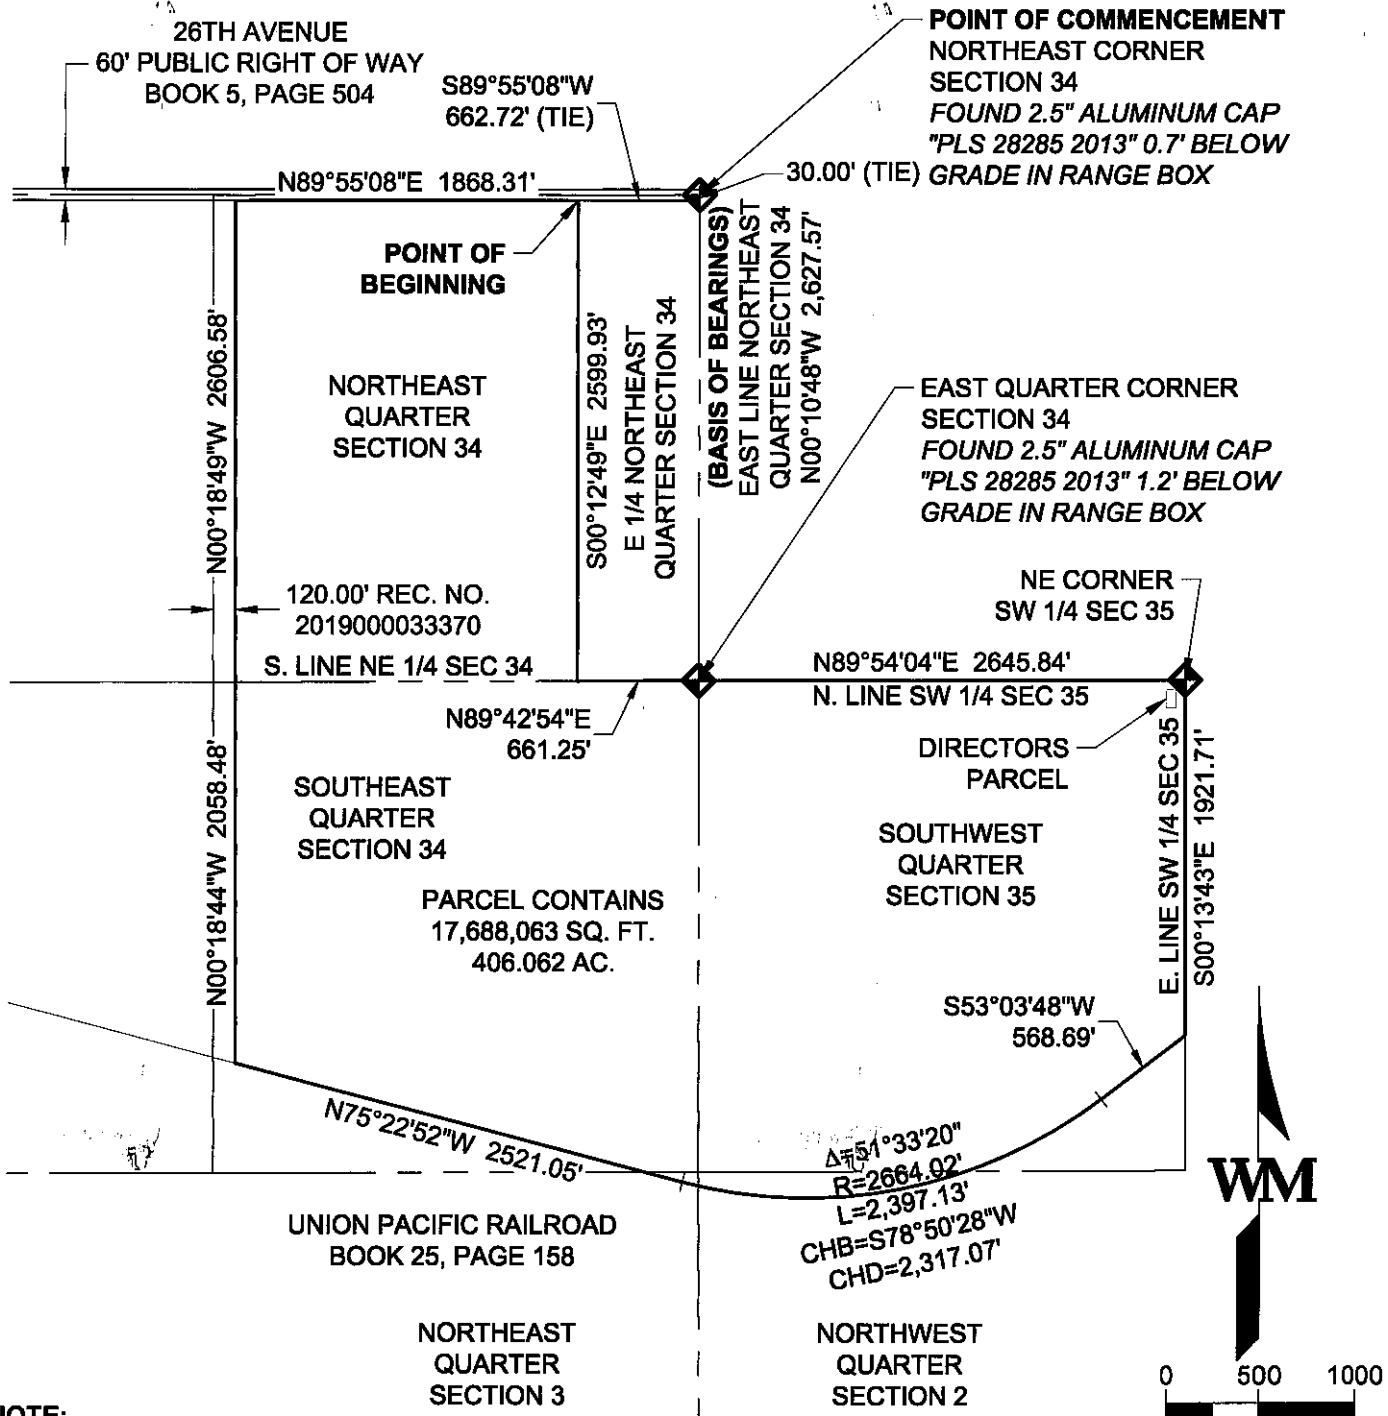 26TH AVENUE
60' PUBLIC RIGHT OF WAY
BOOK 5, PAGE 504
S89°55'08"W
662.72' (TIE)
POINT OF COMMENCEMENT
NORTHEAST CORNER
SECTION 34
FOUND 2.5" ALUMINUM CAP
"PLS 28285 2013" 0.7' BELOW
GRADE IN RANGE BOX
30.00' (TIE)
N89°55'08"E 1868.31'
POINT OF
BEGINNING
N00°18'49"W 2606.58'
NORTHEAST
QUARTER
SECTION 34
S00°12'49"E 2599.93'
E 1/4 NORTHEAST
QUARTER SECTION 34
(BASIS OF BEARINGS)
EAST LINE NORTHEAST
QUARTER SECTION 34
N00°10'48"W 2,627.57'
EAST QUARTER CORNER
SECTION 34
FOUND 2.5" ALUMINUM CAP
"PLS 28285 2013" 1.2' BELOW
GRADE IN RANGE BOX
120.00' REC. NO.
2019000033370
NE CORNER
SW 1/4 SEC 35
S. LINE NE 1/4 SEC 34
N89°54'04"E 2645.84'
N. LINE SW 1/4 SEC 35
N89°42'54"E
661.25'
DIRECTORS
PARCEL
N00°18'44"W 2058.48'
SOUTHEAST
QUARTER
SECTION 34
SOUTHWEST
QUARTER
SECTION 35
E. LINE SW 1/4 SEC 35
S00°13'43"E 1921.71'
PARCEL CONTAINS
17,688,063 SQ. FT.
406.062 AC.
S53°03'48"W
568.69'
N75°22'52"W 2521.05'
Δ=51°33'20"
R=2664.02'
L=2,397.13'
CHB=S78°50'28"W
CHD=2,317.07'
WM
UNION PACIFIC RAILROAD
BOOK 25, PAGE 158
NORTHEAST
QUARTER
SECTION 3
NORTHWEST
QUARTER
SECTION 2
0 500 1000
NOTE: